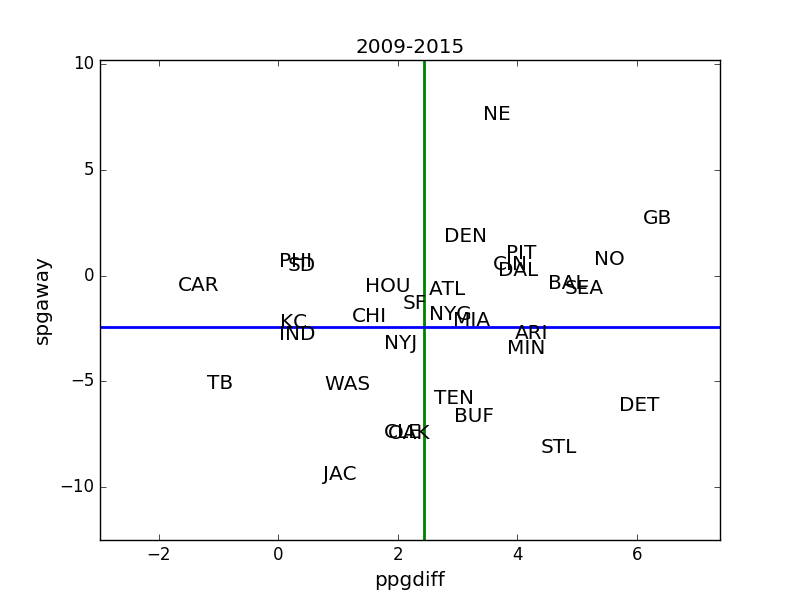 2009-2015
10
5
0
−5
−10
spgaway
NE
GB
DEN
PIT
NO
PHI
SD
CIN
DAL
CAR
HOU
ATL
BAL
SEA
SF
CHI
NYG
MIA
KC
IND
ARI
NYJ
MIN
TB
WAS
TEN
DET
BUF
CLE
OAK
STL
JAC
−2
0
2
4
6
ppgdiff